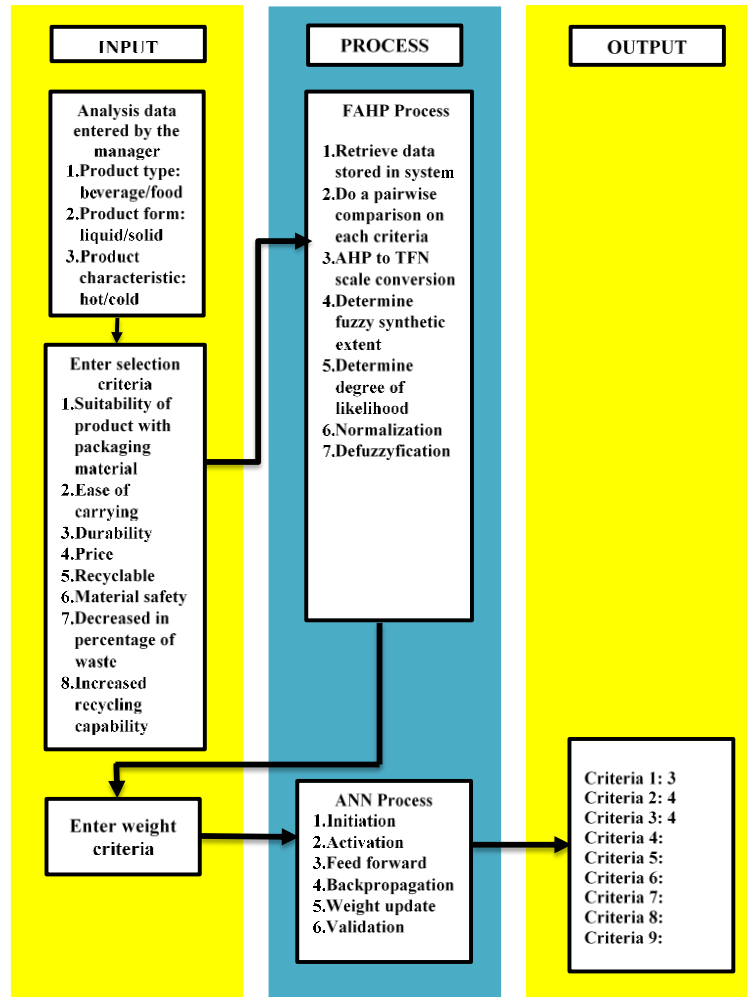 INPUT
Analysis data
entered by the
manager
1.Product type:
beverage/food
2.Product form:
liquid/solid
3.Product
characteristic:
hot/cold
Enter selection
criteria
1.Suitability of
product with
packaging
material
2.Ease of
carrying
3.Durability
4.Price
5.Recyclable
6.Material safety
7.Decreased in
percentage of
waste
8.Increased
recycling
capability
Enter weight
criteria
PROCESS
FAHP Process
1.Retrieve data
stored in system
2.Do a pairwise
comparison on
each criteria
3.AHP to TFN
scale conversion
4.Determine
fuzzy synthetic
extent
5.Determine
degree of
likelihood
6.Normalization
7.Defuzzyfication
ANN Process
1.Initiation
2.Activation
3.Feed forward
4.Backpropagation
5.Weight update
6.Validation
OUTPUT
Criteria 1: 3
Criteria 2: 4
Criteria 3: 4
Criteria 4:
Criteria 5:
Criteria 6:
Criteria 7:
Criteria 8:
Criteria 9: